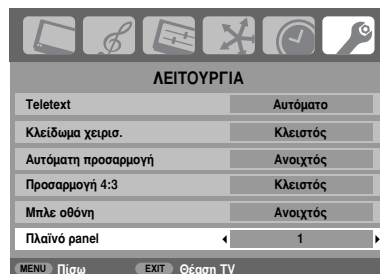 ΛΕΙΤΟΥΡΓΙΑ
Teletext Αυτόματο
Κλείδωμα χειρισ. Κλειστός
Αυτόματη προσαρμογή Ανοιχτός
Προσαρμογή 4:3 Κλειστός
Μπλε οθόνη Ανοιχτός
Πλαϊνό panel 1
MENU Πίσω EXIT Θέαση TV